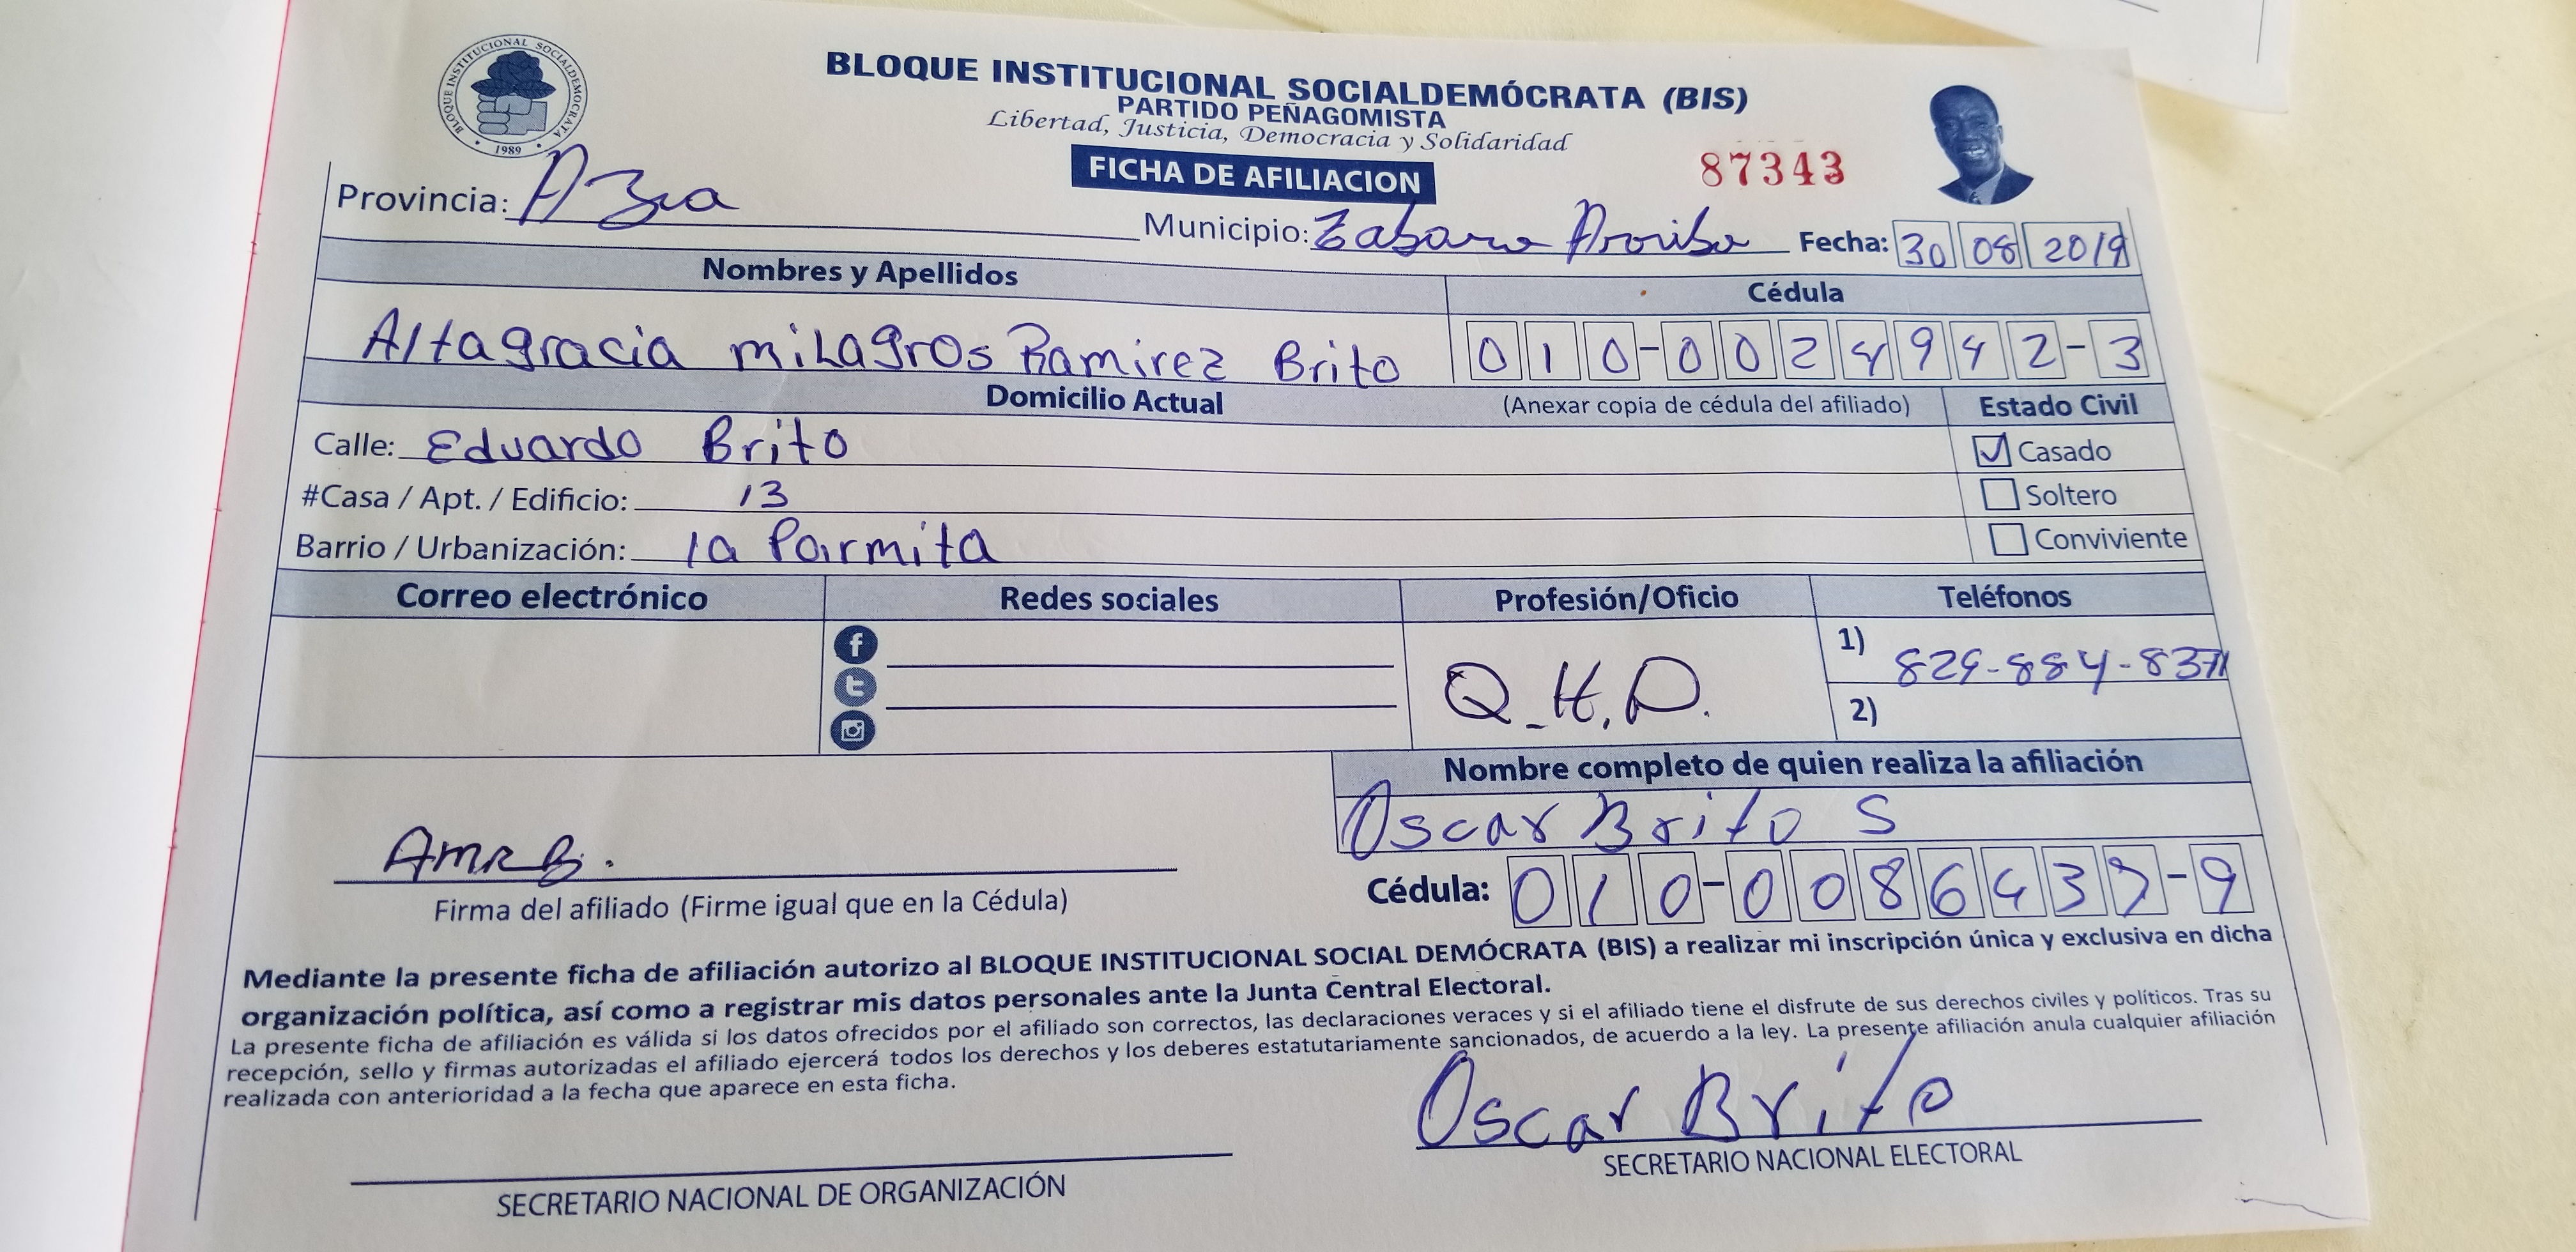 BLOQUE INSTITUCIONAL SOCIALDEMOCRATA
1989
BLOQUE INSTITUCIONAL SOCIALDEMÓCRATA (BIS)
PARTIDO PEÑAGOMISTA
Libertad, Justicia, Democracia y Solidaridad
FICHA DE AFILIACION
87343
Provincia: Azua
Municipio: Tabara Arriba
Fecha: 30 08 2019
Nombres y Apellidos
Cédula
Altagracia milagros Ramirez Brito
010-0024942-3
Domicilio Actual
(Anexar copia de cédula del afiliado)
Estado Civil
Calle: Eduardo Brito
Casado
#Casa / Apt. / Edificio: 13
Soltero
Barrio / Urbanización: la Parmita
Conviviente
Correo electrónico
Redes sociales
Profesión/Oficio
Teléfonos
1) 829-884-8371
Q.H.D.
2)
Nombre completo de quien realiza la afiliación
Oscar Brito S
AMRB.
Firma del afiliado (Firme igual que en la Cédula)
Cédula: 010-0086437-9
Mediante la presente ficha de afiliación autorizo al BLOQUE INSTITUCIONAL SOCIAL DEMÓCRATA (BIS) a realizar mi inscripción única y exclusiva en dicha
organización política, así como a registrar mis datos personales ante la Junta Central Electoral.
La presente ficha de afiliación es válida si los datos ofrecidos por el afiliado son correctos, las declaraciones veraces y si el afiliado tiene el disfrute de sus derechos civiles y políticos. Tras su
recepción, sello y firmas autorizadas el afiliado ejercerá todos los derechos y los deberes estatutariamente sancionados, de acuerdo a la ley. La presente afiliación anula cualquier afiliación
realizada con anterioridad a la fecha que aparece en esta ficha.
Oscar Brito
SECRETARIO NACIONAL DE ORGANIZACIÓN
SECRETARIO NACIONAL ELECTORAL